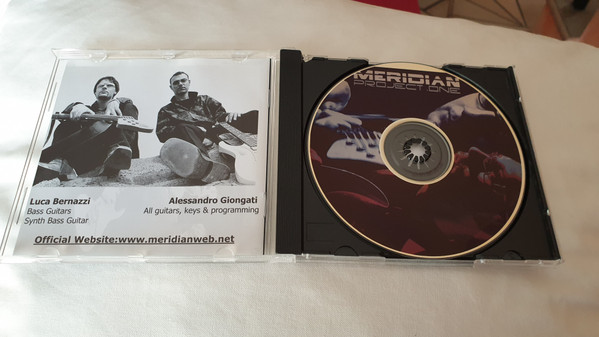 Luca Bernazzi
Bass Guitars
Synth Bass Guitar
Alessandro Giongati
All guitars, keys & programming
Official Website:www.meridianweb.net
MERIDIAN
PROJECT ONE